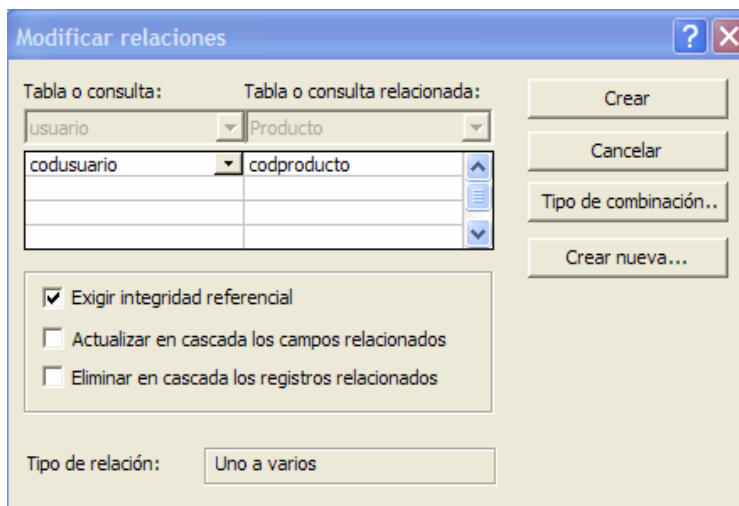 Modificar relaciones
Tabla o consulta: Tabla o consulta relacionada:
usuario Producto
codusuario codproducto
Crear
Cancelar
Tipo de combinación..
Crear nueva...
Exigir integridad referencial
Actualizar en cascada los campos relacionados
Eliminar en cascada los registros relacionados
Tipo de relación: Uno a varios